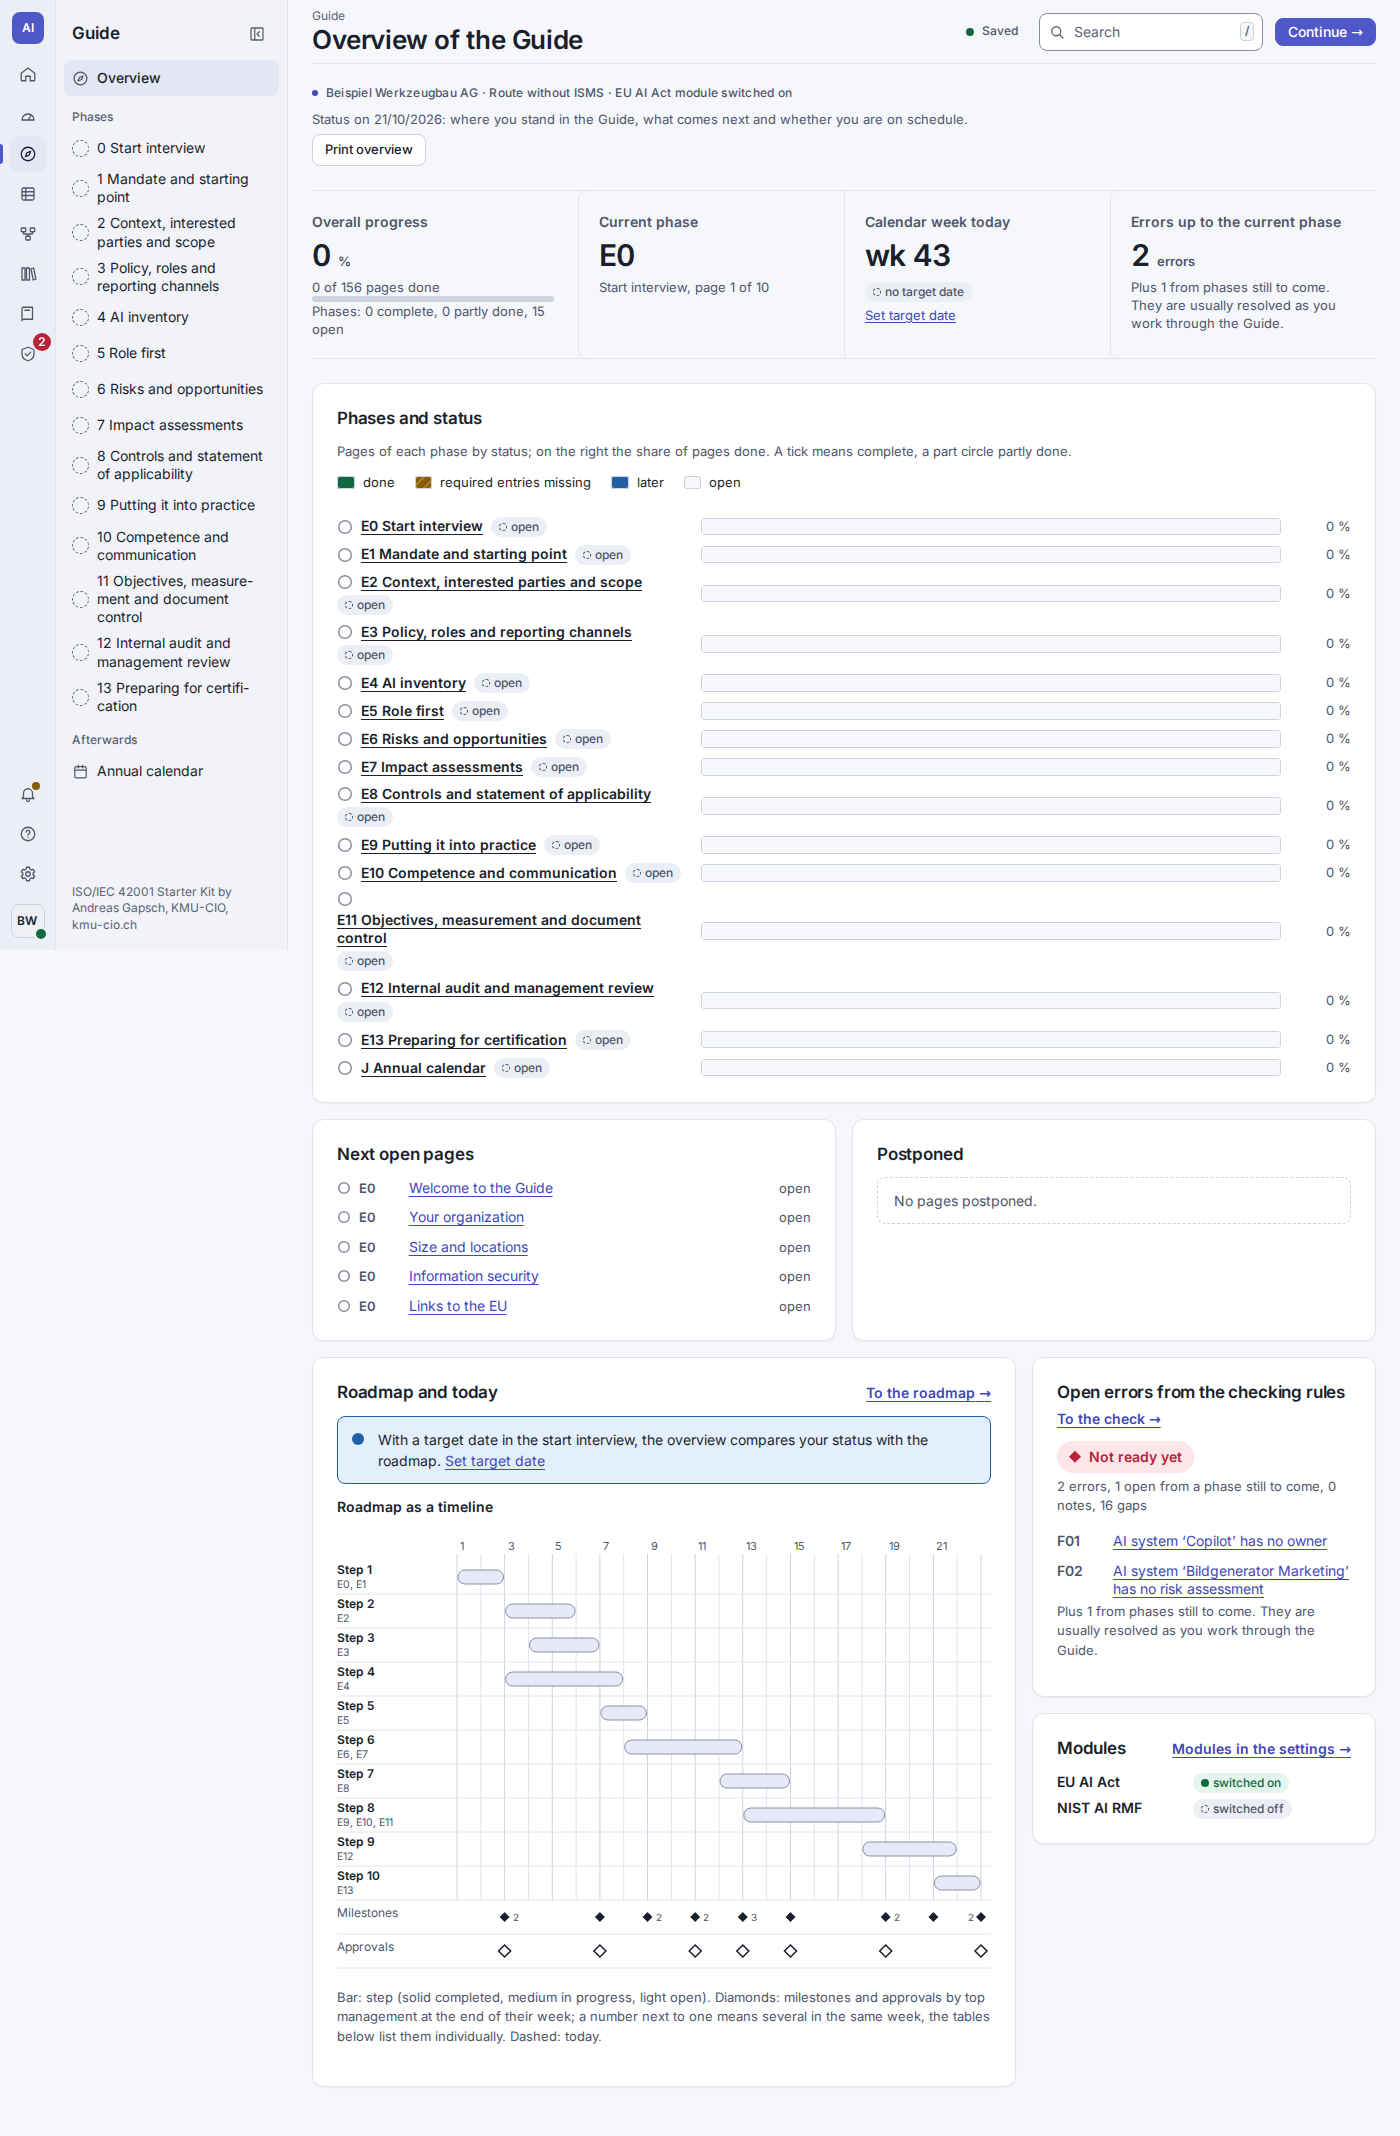 AI
Guide
Overview
Phases
0 Start interview
1 Mandate and starting
point
2 Context, interested
parties and scope
3 Policy, roles and
reporting channels
4 AI inventory
5 Role first
6 Risks and opportunities
7 Impact assessments
8 Controls and statement
of applicability
9 Putting it into practice
10 Competence and
communication
11 Objectives, measure-
ment and document
control
12 Internal audit and
management review
13 Preparing for certifi-
cation
Afterwards
Annual calendar
2
ISO/IEC 42001 Starter Kit by
Andreas Gapsch, KMU-CIO,
kmu-cio.ch
BW
Guide
Overview of the Guide
Saved
Search
/
Continue →
Beispiel Werkzeugbau AG · Route without ISMS · EU AI Act module switched on
Status on 21/10/2026: where you stand in the Guide, what comes next and whether you are on schedule.
Print overview
Overall progress
0 %
0 of 156 pages done
Phases: 0 complete, 0 partly done, 15
open
Current phase
E0
Start interview, page 1 of 10
Calendar week today
wk 43
no target date
Set target date
Errors up to the current phase
2 errors
Plus 1 from phases still to come.
They are usually resolved as you
work through the Guide.
Phases and status
Pages of each phase by status; on the right the share of pages done. A tick means complete, a part circle partly done.
done required entries missing later open
E0 Start interview open 0 %
E1 Mandate and starting point open 0 %
E2 Context, interested parties and scope
open 0 %
E3 Policy, roles and reporting channels
open 0 %
E4 AI inventory open 0 %
E5 Role first open 0 %
E6 Risks and opportunities open 0 %
E7 Impact assessments open 0 %
E8 Controls and statement of applicability
open 0 %
E9 Putting it into practice open 0 %
E10 Competence and communication open 0 %
E11 Objectives, measurement and document
control 0 %
open
E12 Internal audit and management review
open 0 %
E13 Preparing for certification open 0 %
J Annual calendar open 0 %
Next open pages
E0 Welcome to the Guide open
E0 Your organization open
E0 Size and locations open
E0 Information security open
E0 Links to the EU open
Postponed
No pages postponed.
Roadmap and today
To the roadmap →
With a target date in the start interview, the overview compares your status with the
roadmap. Set target date
Roadmap as a timeline
1 3 5 7 9 11 13 15 17 19 21
Step 1
E0, E1
Step 2
E2
Step 3
E3
Step 4
E4
Step 5
E5
Step 6
E6, E7
Step 7
E8
Step 8
E9, E10, E11
Step 9
E12
Step 10
E13
Milestones 2 2 2 3 2 2
Approvals
Bar: step (solid completed, medium in progress, light open). Diamonds: milestones and approvals by top
management at the end of their week; a number next to one means several in the same week, the tables
below list them individually. Dashed: today.
Open errors from the checking rules
To the check →
Not ready yet
2 errors, 1 open from a phase still to come, 0
notes, 16 gaps
F01 AI system ‘Copilot’ has no owner
F02 AI system ‘Bildgenerator Marketing’
has no risk assessment
Plus 1 from phases still to come. They are
usually resolved as you work through the
Guide.
Modules
Modules in the settings →
EU AI Act switched on
NIST AI RMF switched off